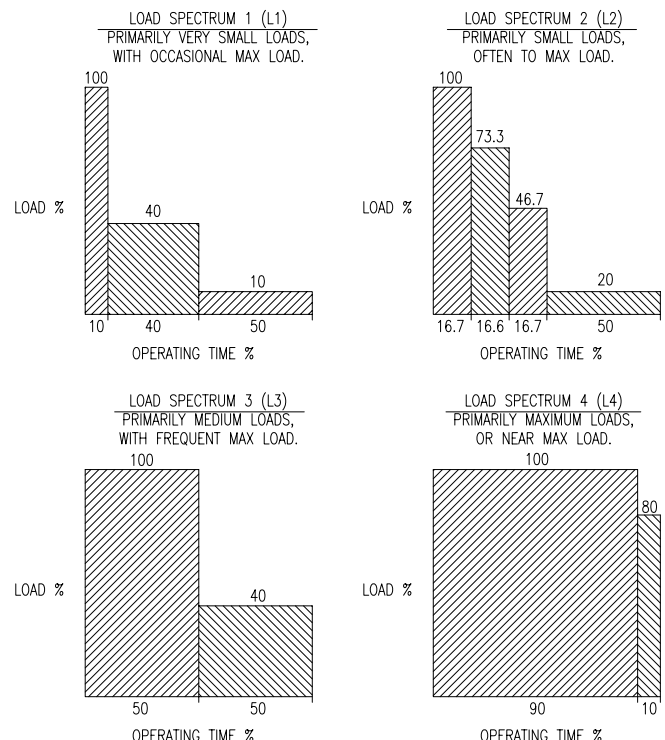 LOAD SPECTRUM 1 (L1)
PRIMARILY VERY SMALL LOADS,
WITH OCCASIONAL MAX LOAD.
100
40
10
LOAD %
10
40
50
OPERATING TIME %
LOAD SPECTRUM 2 (L2)
PRIMARILY SMALL LOADS,
OFTEN TO MAX LOAD.
100
73.3
46.7
20
LOAD %
16.7
16.6
16.7
50
OPERATING TIME %
LOAD SPECTRUM 3 (L3)
PRIMARILY MEDIUM LOADS,
WITH FREQUENT MAX LOAD.
100
40
LOAD %
50
50
OPERATING TIME %
LOAD SPECTRUM 4 (L4)
PRIMARILY MAXIMUM LOADS,
OR NEAR MAX LOAD.
100
80
LOAD %
90
10
OPERATING TIME %